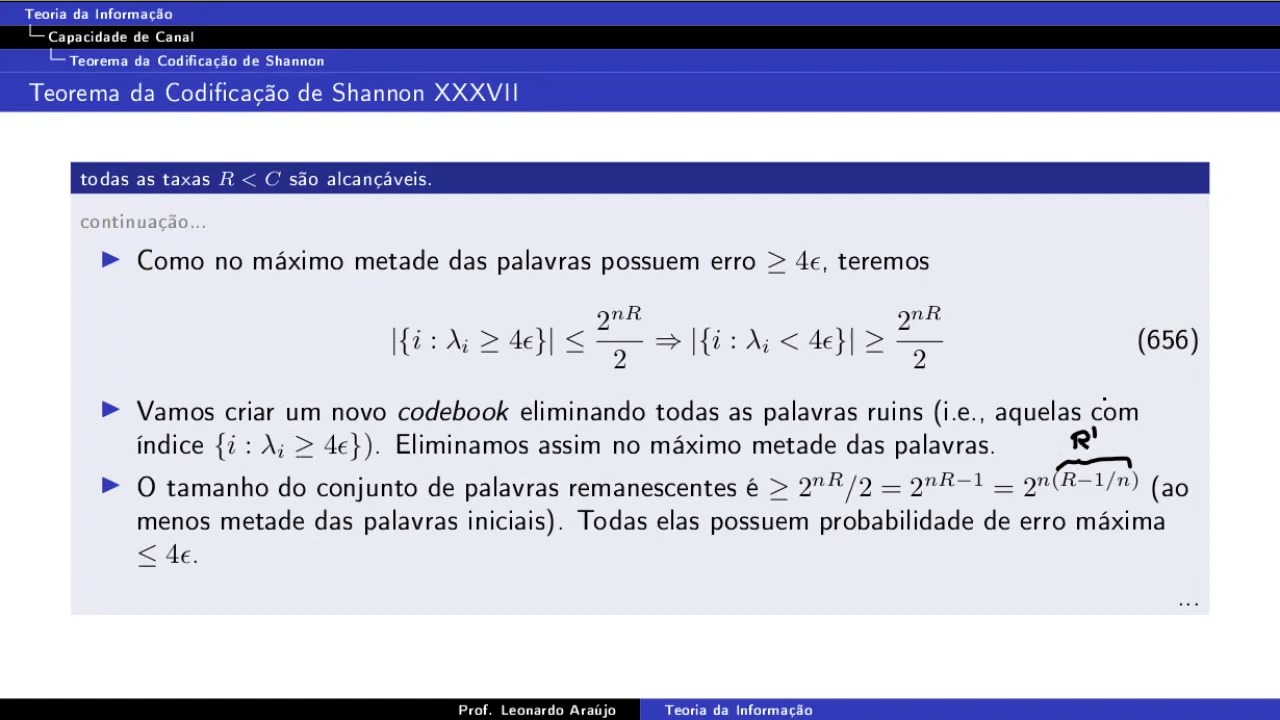 Teoria da Informação
Capacidade de Canal
Teorema da Codificação de Shannon
Teorema da Codificação de Shannon XXXVII
todas as taxas R < C são alcançáveis.
continuação...
Como no máximo metade das palavras possuem erro ≥ 4ϵ, teremos
|{i : λ_i ≥ 4ϵ}| ≤ 2^{nR}/2 ⇒ |{i : λ_i < 4ϵ}| ≥ 2^{nR}/2 (656)
Vamos criar um novo codebook eliminando todas as palavras ruins (i.e., aquelas com
índice {i : λ_i ≥ 4ϵ}). Eliminamos assim no máximo metade das palavras.
R'
O tamanho do conjunto de palavras remanescentes é ≥ 2^{nR}/2 = 2^{nR−1} = 2^{n(R−1/n)} (ao
menos metade das palavras iniciais). Todas elas possuem probabilidade de erro máxima
≤ 4ϵ.
...
Prof. Leonardo Araújo Teoria da Informação